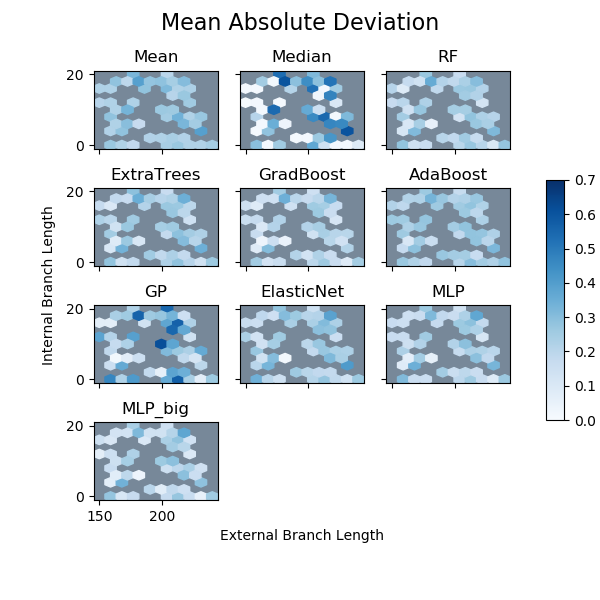 Mean Absolute Deviation
Mean
Median
RF
20
0
ExtraTrees
GradBoost
AdaBoost
20
0
GP
ElasticNet
MLP
20
0
MLP_big
20
0
150
200
Internal Branch Length
External Branch Length
0.7
0.6
0.5
0.4
0.3
0.2
0.1
0.0